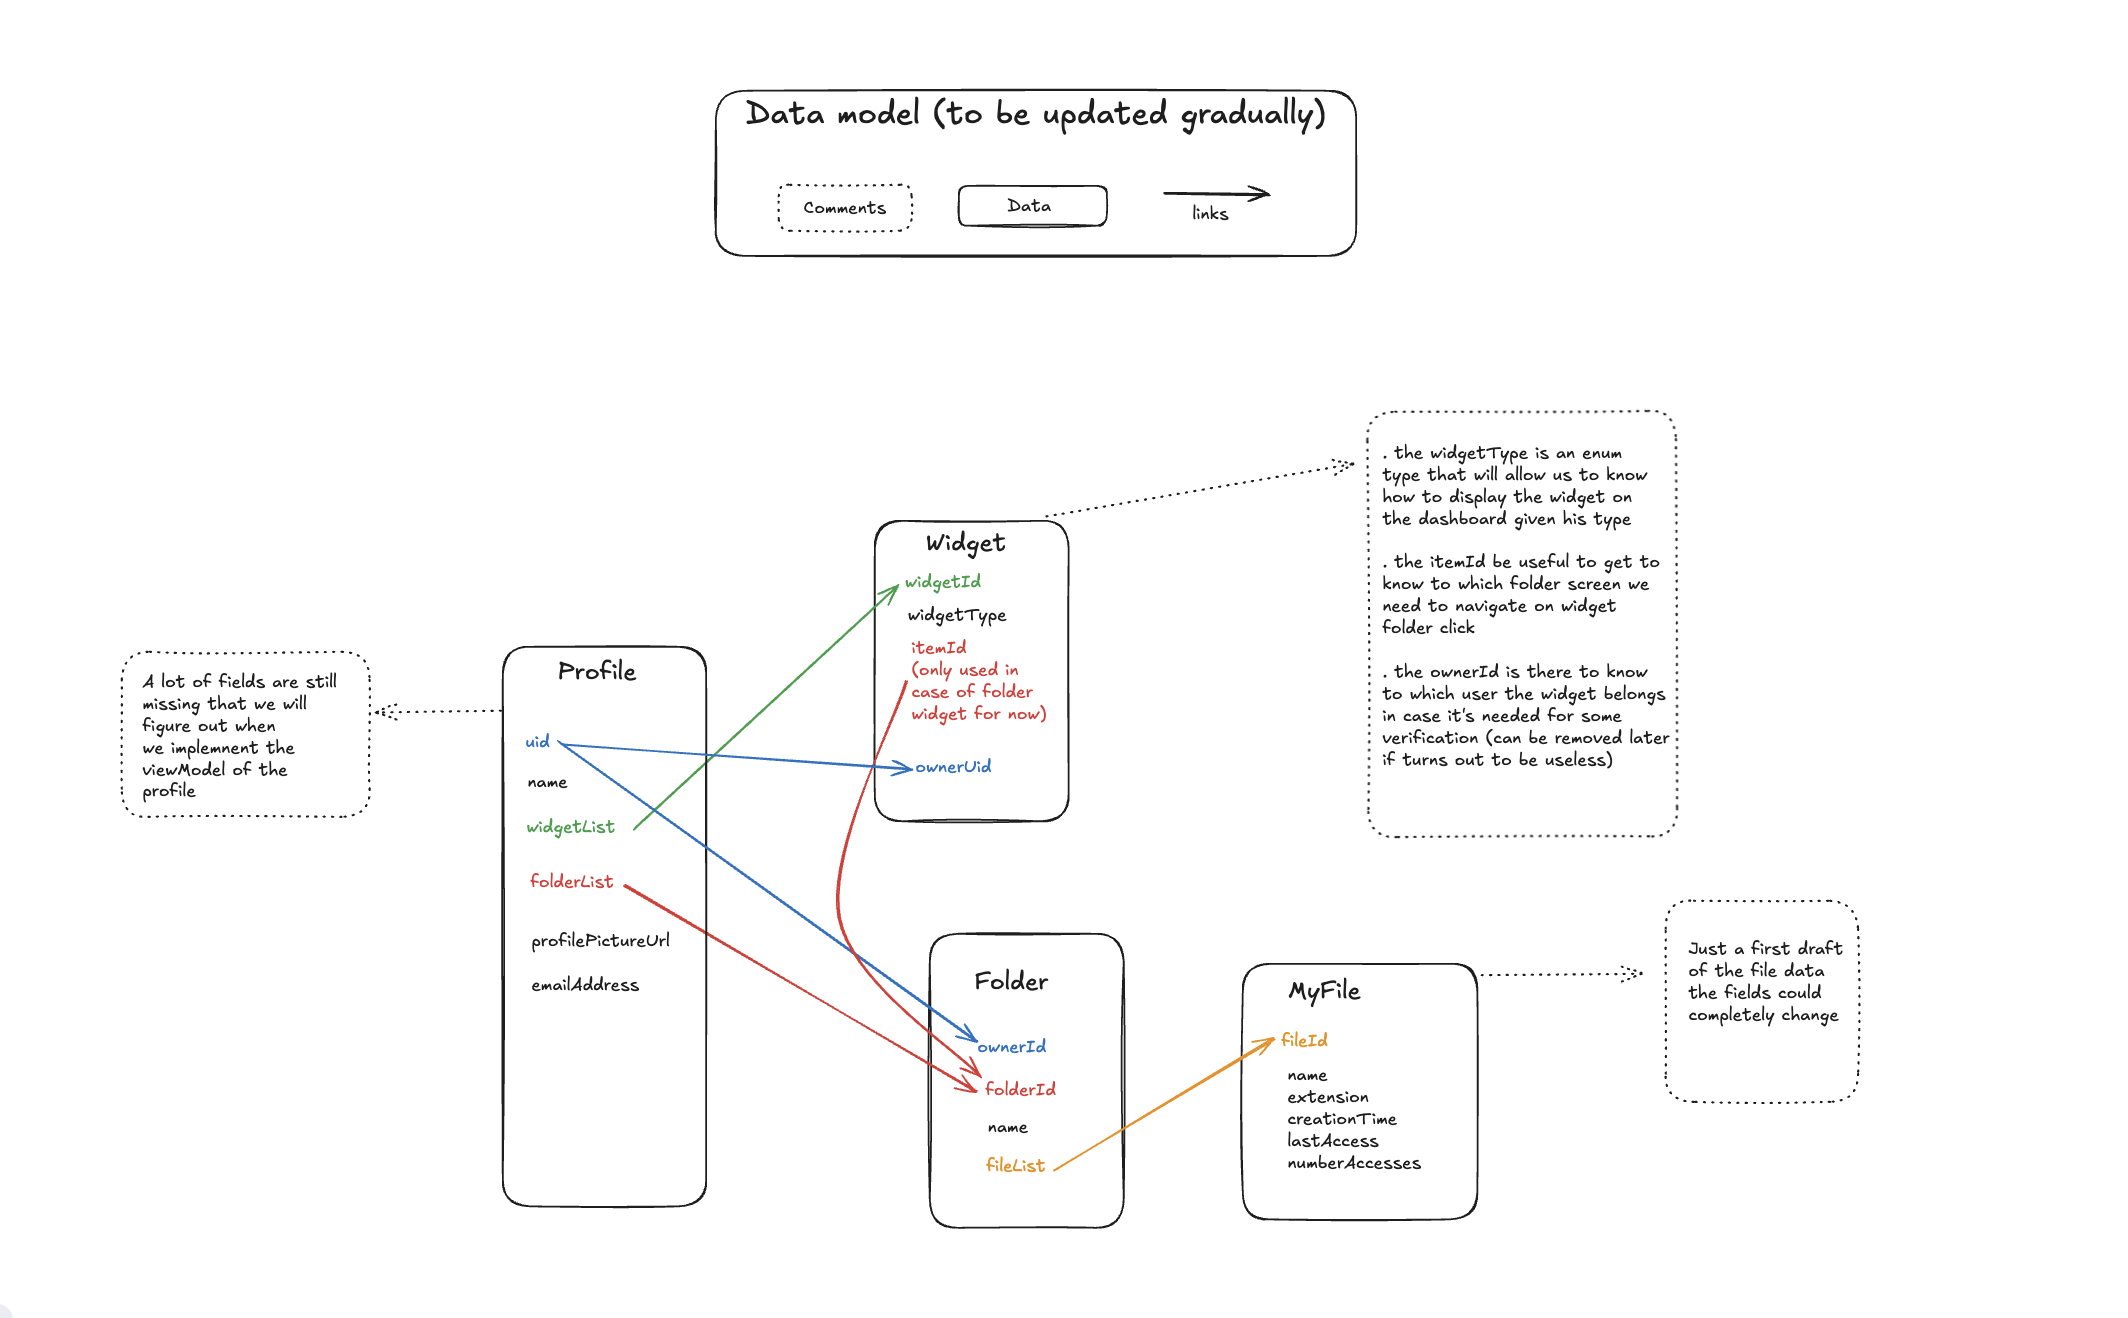 Data model (to be updated gradually)
Comments
Data
links
. the widgetType is an enum
type that will allow us to know
how to display the widget on
the dashboard given his type
. the itemId be useful to get to
know to which folder screen we
need to navigate on widget
folder click
. the ownerId is there to know
to which user the widget belongs
in case it's needed for some
verification (can be removed later
if turns out to be useless)
Widget
widgetId
widgetType
itemId
(only used in
case of folder
widget for now)
ownerUid
A lot of fields are still
missing that we will
figure out when
we implemnent the
viewModel of the
profile
Profile
uid
name
widgetList
folderList
profilePictureUrl
emailAddress
Folder
ownerId
folderId
name
fileList
MyFile
fileId
name
extension
creationTime
lastAccess
numberAccesses
Just a first draft
of the file data
the fields could
completely change